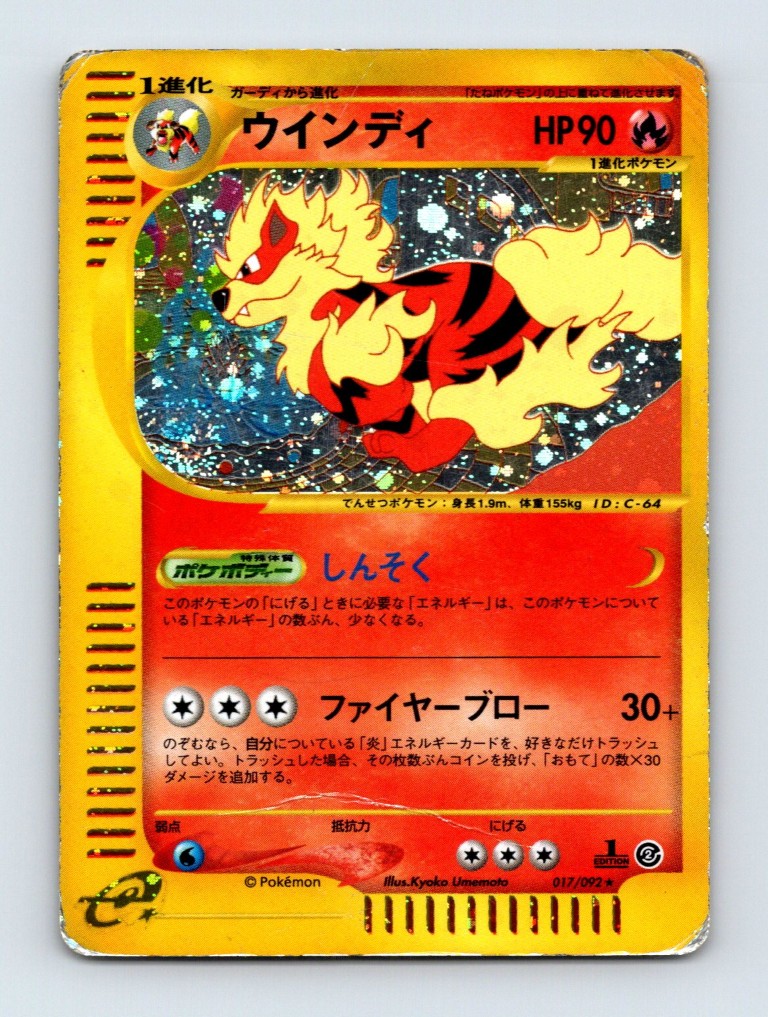 1進化
ガーディから進化
「たねポケモン」の上に重ねて進化させます
ウインディ
HP90
1進化ポケモン
でんせつポケモン：身長1.9m、体重155kg ID：C-64
特殊体質
ポケボディー
しんそく
このポケモンの「にげる」ときに必要な「エネルギー」は、このポケモンについて
いる「エネルギー」の数ぶん、少なくなる。
ファイヤーブロー 30+
のぞむなら、自分についている「炎」エネルギーカードを、好きなだけトラッシュ
してよい。トラッシュした場合、その枚数ぶんコインを投げ、「おもて」の数×30
ダメージを追加する。
弱点 抵抗力 にげる
1 EDITION 2
©Pokémon Illus.Kyoko Umemoto 017/092★
e